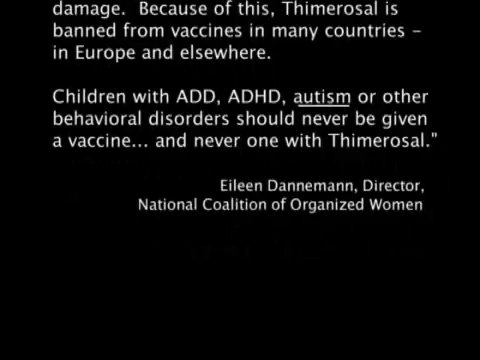 damage. Because of this, Thimerosal is
banned from vaccines in many countries –
in Europe and elsewhere.
Children with ADD, ADHD, autism or other
behavioral disorders should never be given
a vaccine... and never one with Thimerosal."
Eileen Dannemann, Director,
National Coalition of Organized Women